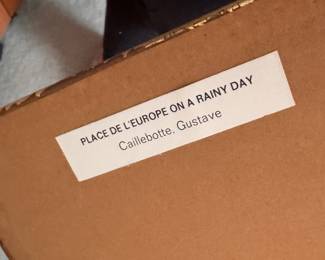 PLACE DE L'EUROPE ON A RAINY DAY
Caillebotte, Gustave